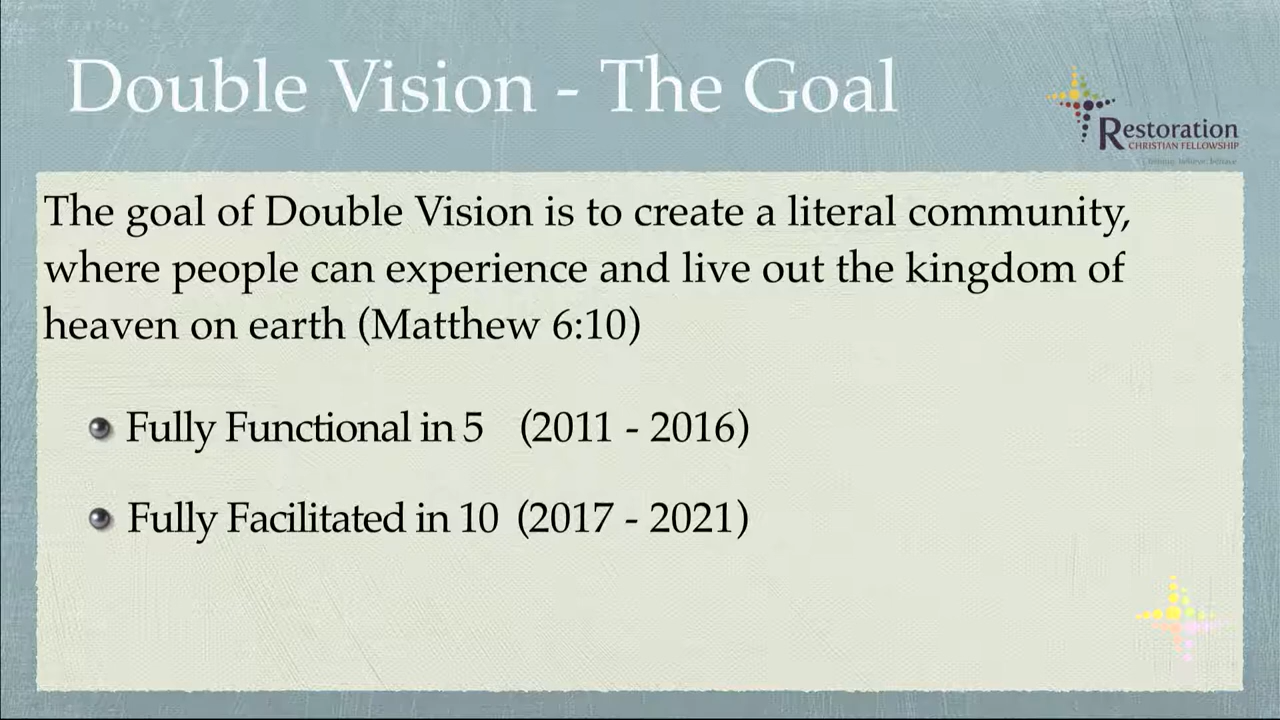 Double Vision - The Goal
Restoration
CHRISTIAN FELLOWSHIP
The goal of Double Vision is to create a literal community,
where people can experience and live out the kingdom of
heaven on earth (Matthew 6:10)
Fully Functional in 5 (2011 - 2016)
Fully Facilitated in 10 (2017 - 2021)